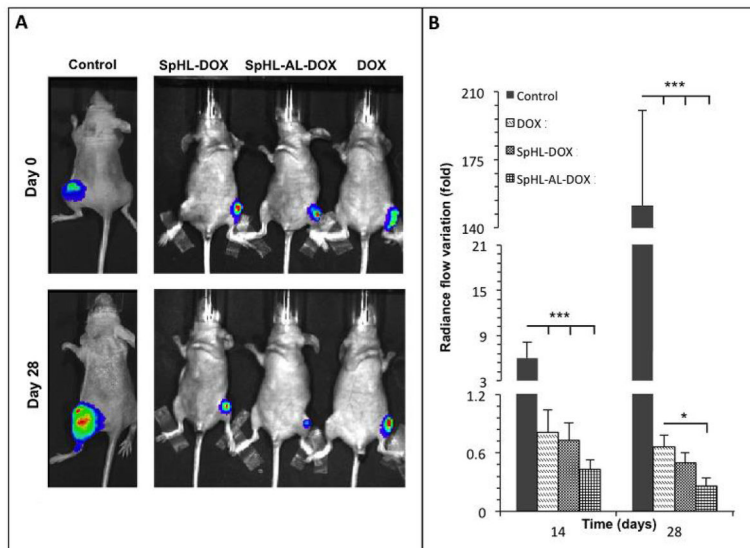 A
Control
SpHL-DOX
SpHL-AL-DOX
DOX
Day 0
Day 28
B
Radiance flow variation (fold)
210
175
140
21
15
9
3
1.2
0.6
0
Control
DOX
SpHL-DOX
SpHL-AL-DOX
***
***
*
14
Time (days)
28